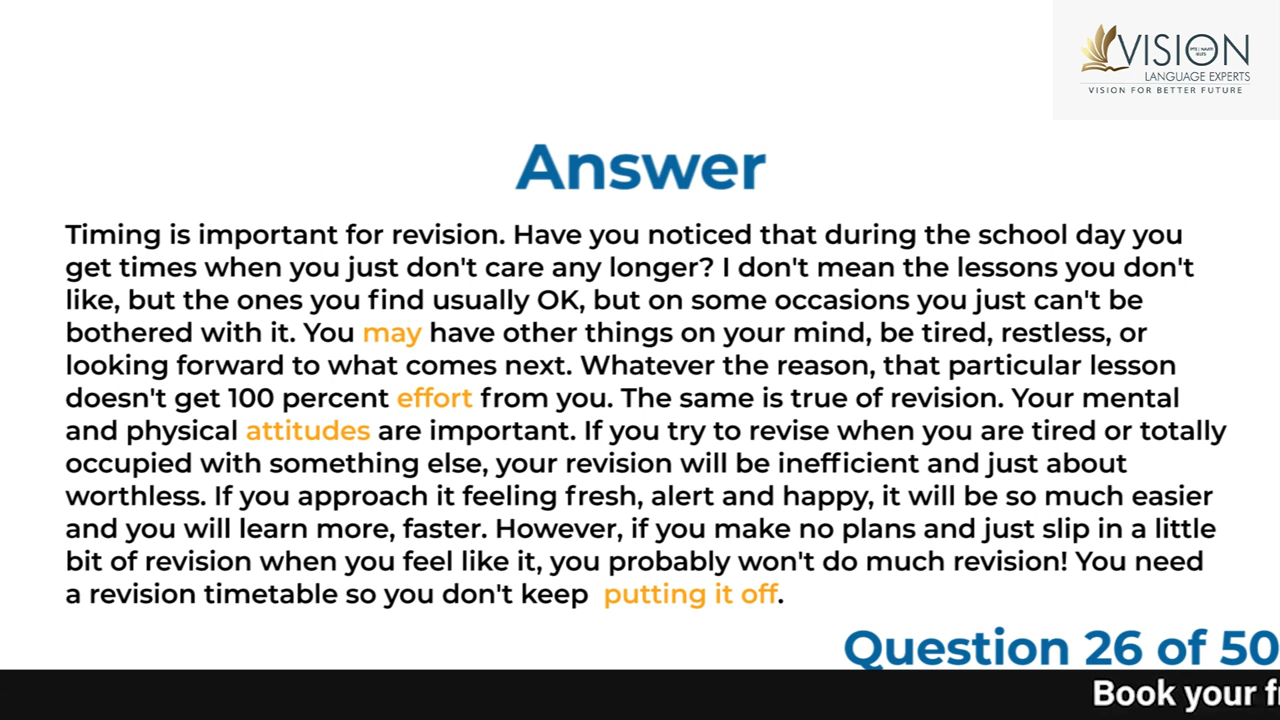 VISION
LANGUAGE EXPERTS
VISION FOR BETTER FUTURE
Answer
Timing is important for revision. Have you noticed that during the school day you
get times when you just don't care any longer? I don't mean the lessons you don't
like, but the ones you find usually OK, but on some occasions you just can't be
bothered with it. You may have other things on your mind, be tired, restless, or
looking forward to what comes next. Whatever the reason, that particular lesson
doesn't get 100 percent effort from you. The same is true of revision. Your mental
and physical attitudes are important. If you try to revise when you are tired or totally
occupied with something else, your revision will be inefficient and just about
worthless. If you approach it feeling fresh, alert and happy, it will be so much easier
and you will learn more, faster. However, if you make no plans and just slip in a little
bit of revision when you feel like it, you probably won't do much revision! You need
a revision timetable so you don't keep putting it off.
Question 26 of 50
Book your